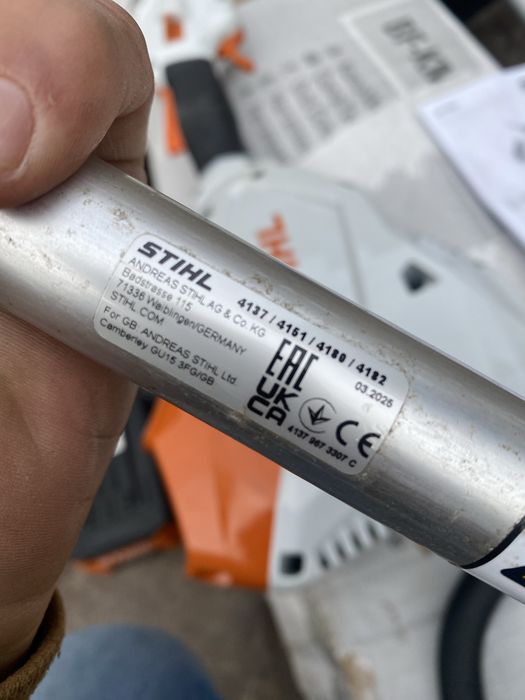 STIHL
ANDREAS STIHL AG & Co. KG
Badstrasse 115
71336 Waiblingen/GERMANY
STIHL.COM
For GB: ANDREAS STIHL Ltd.
Camberley GU15 3FG/GB
4137 / 4151 / 4180 / 4182
03.2025
EAC
UK
CA
CE
4137 967 3307 C